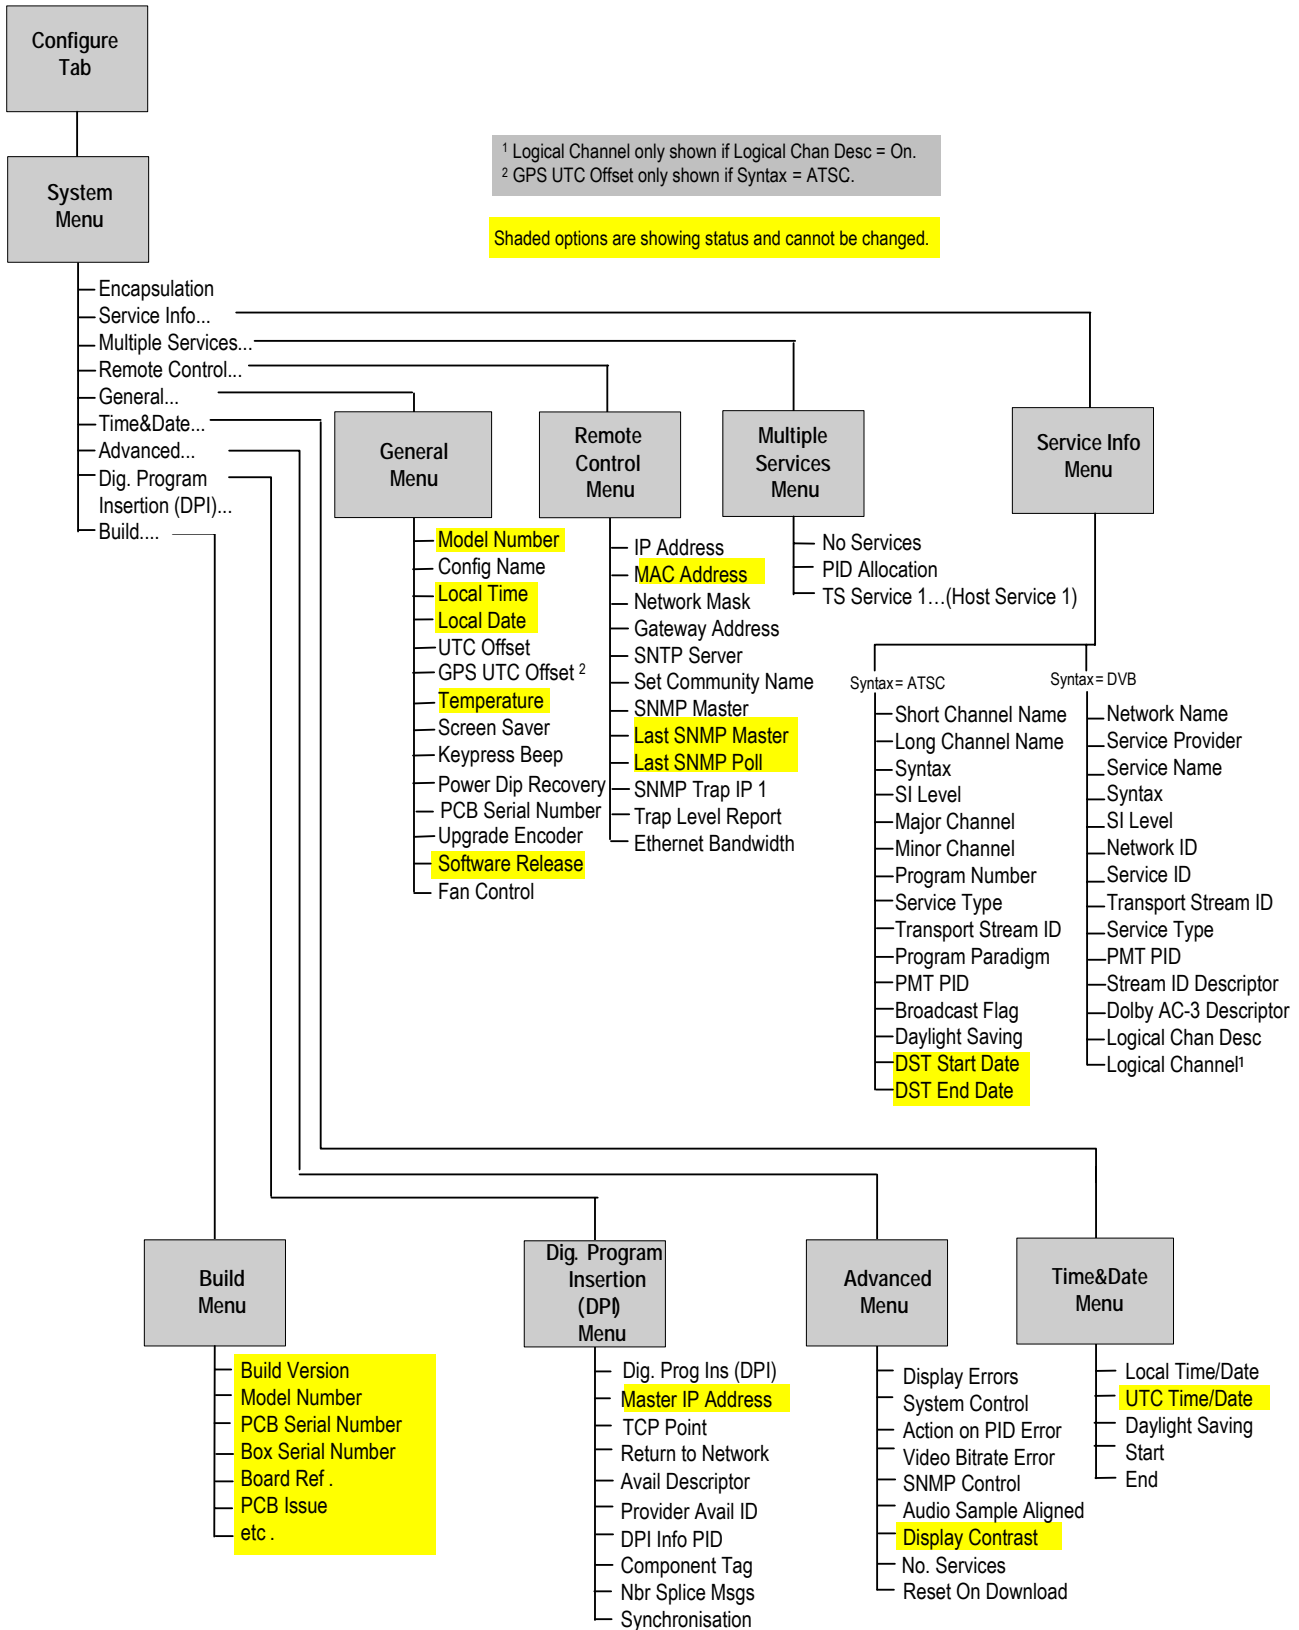 Configure
Tab
System
Menu
¹ Logical Channel only shown if Logical Chan Desc = On.
² GPS UTC Offset only shown if Syntax = ATSC.
Shaded options are showing status and cannot be changed.
Encapsulation
Service Info...
Multiple Services...
Remote Control...
General...
Time&Date...
Advanced...
Dig. Program
Insertion (DPI)...
Build....
General
Menu
Model Number
Config Name
Local Time
Local Date
UTC Offset
GPS UTC Offset ²
Temperature
Screen Saver
Keypress Beep
Power Dip Recovery
PCB Serial Number
Upgrade Encoder
Software Release
Fan Control
Remote
Control
Menu
IP Address
MAC Address
Network Mask
Gateway Address
SNTP Server
Set Community Name
SNMP Master
Last SNMP Master
Last SNMP Poll
SNMP Trap IP 1
Trap Level Report
Ethernet Bandwidth
Multiple
Services
Menu
No Services
PID Allocation
TS Service 1...(Host Service 1)
Service Info
Menu
Syntax= ATSC
Short Channel Name
Long Channel Name
Syntax
SI Level
Major Channel
Minor Channel
Program Number
Service Type
Transport Stream ID
Program Paradigm
PMT PID
Broadcast Flag
Daylight Saving
DST Start Date
DST End Date
Syntax= DVB
Network Name
Service Provider
Service Name
Syntax
SI Level
Network ID
Service ID
Transport Stream ID
Service Type
PMT PID
Stream ID Descriptor
Dolby AC-3 Descriptor
Logical Chan Desc
Logical Channel¹
Build
Menu
Build Version
Model Number
PCB Serial Number
Box Serial Number
Board Ref .
PCB Issue
etc .
Dig. Program
Insertion
(DPI)
Menu
Dig. Prog Ins (DPI)
Master IP Address
TCP Point
Return to Network
Avail Descriptor
Provider Avail ID
DPI Info PID
Component Tag
Nbr Splice Msgs
Synchronisation
Advanced
Menu
Display Errors
System Control
Action on PID Error
Video Bitrate Error
SNMP Control
Audio Sample Aligned
Display Contrast
No. Services
Reset On Download
Time&Date
Menu
Local Time/Date
UTC Time/Date
Daylight Saving
Start
End